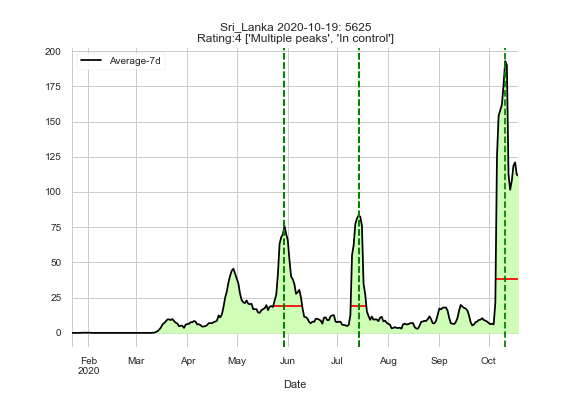 Sri_Lanka 2020-10-19: 5625
Rating:4 ['Multiple peaks', 'In control']
Average-7d
200
175
150
125
100
75
50
25
0
Feb Mar Apr May Jun Jul Aug Sep Oct
2020
Date